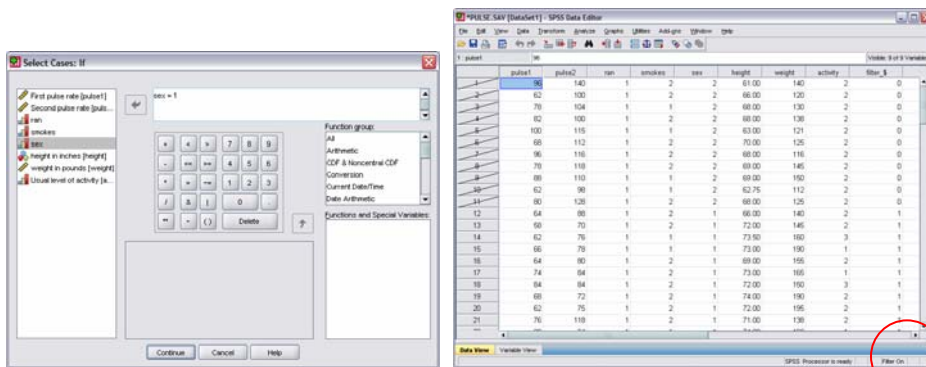 Select Cases: If
First pulse rate [pulse1]
Second pulse rate [puls...
ran
smokes
sex
height in inches [height]
weight in pounds [weight]
Usual level of activity [a...
sex = 1
+ < > 7 8 9
- <= >= 4 5 6
* = ~= 1 2 3
/ & | 0 .
** ~ ( ) Delete
Function group:
All
Arithmetic
CDF & Noncentral CDF
Conversion
Current Date/Time
Date Arithmetic
Functions and Special Variables:
Continue Cancel Help
*PULSE.SAV [DataSet1] - SPSS Data Editor
File Edit View Data Transform Analyze Graphs Utilities Add-ons Window Help
1 : pulse1 96 Visible: 9 of 9 Variable
pulse1 pulse2 ran smokes sex height weight activity filter_$
1 96 140 1 2 2 61.00 140 2 0
2 62 100 1 2 2 66.00 120 2 0
3 78 104 1 1 2 68.00 130 2 0
4 82 100 1 2 2 68.00 138 2 0
5 100 115 1 1 2 63.00 121 2 0
6 68 112 1 2 2 70.00 125 2 0
7 96 116 1 2 2 68.00 116 2 0
8 78 118 1 2 2 69.00 145 2 0
9 88 110 1 1 2 69.00 150 2 0
10 62 98 1 1 2 62.75 112 2 0
11 80 128 1 2 2 68.00 125 2 0
12 64 88 1 2 1 66.00 140 2 1
13 58 70 1 2 1 72.00 145 2 1
14 62 76 1 1 1 73.50 160 3 1
15 66 78 1 1 1 73.00 190 1 1
16 64 80 1 2 1 69.00 155 2 1
17 74 84 1 2 1 73.00 165 1 1
18 84 84 1 2 1 72.00 150 3 1
19 68 72 1 2 1 74.00 190 2 1
20 62 75 1 2 1 72.00 195 2 1
21 76 118 1 2 1 71.00 138 2 1
Data View Variable View
SPSS Processor is ready Filter On